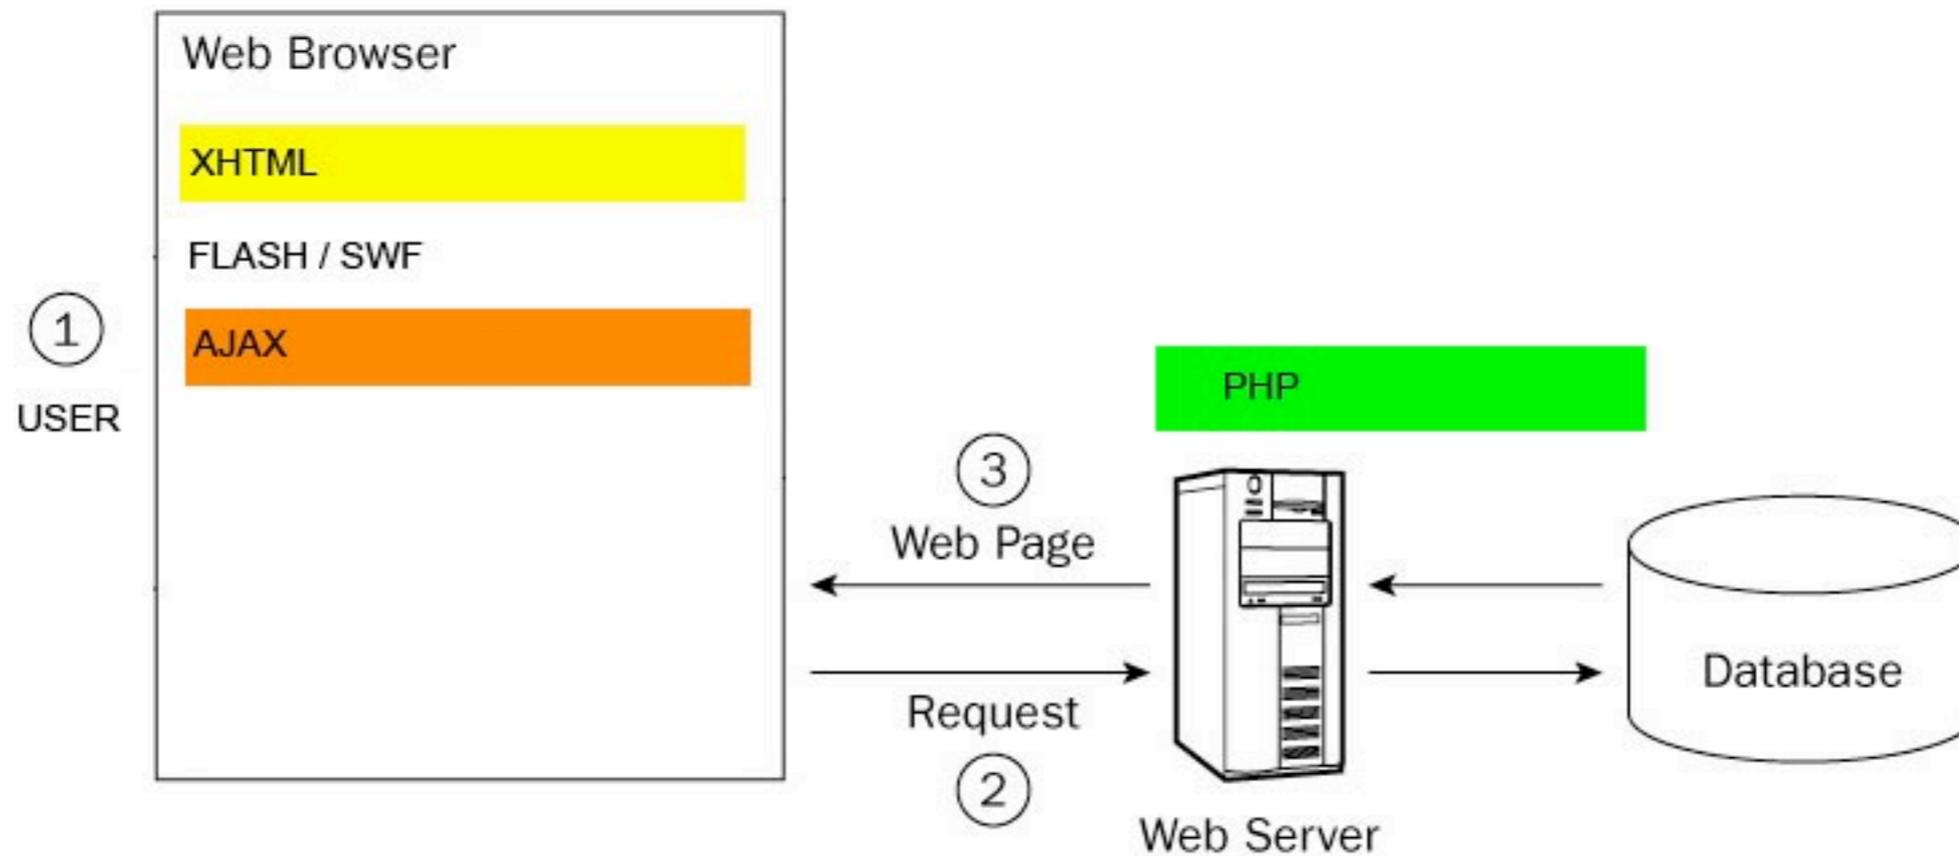 Web Browser
XHTML
FLASH / SWF
AJAX
1
USER
PHP
3
Web Page
Request
2
Web Server
Database